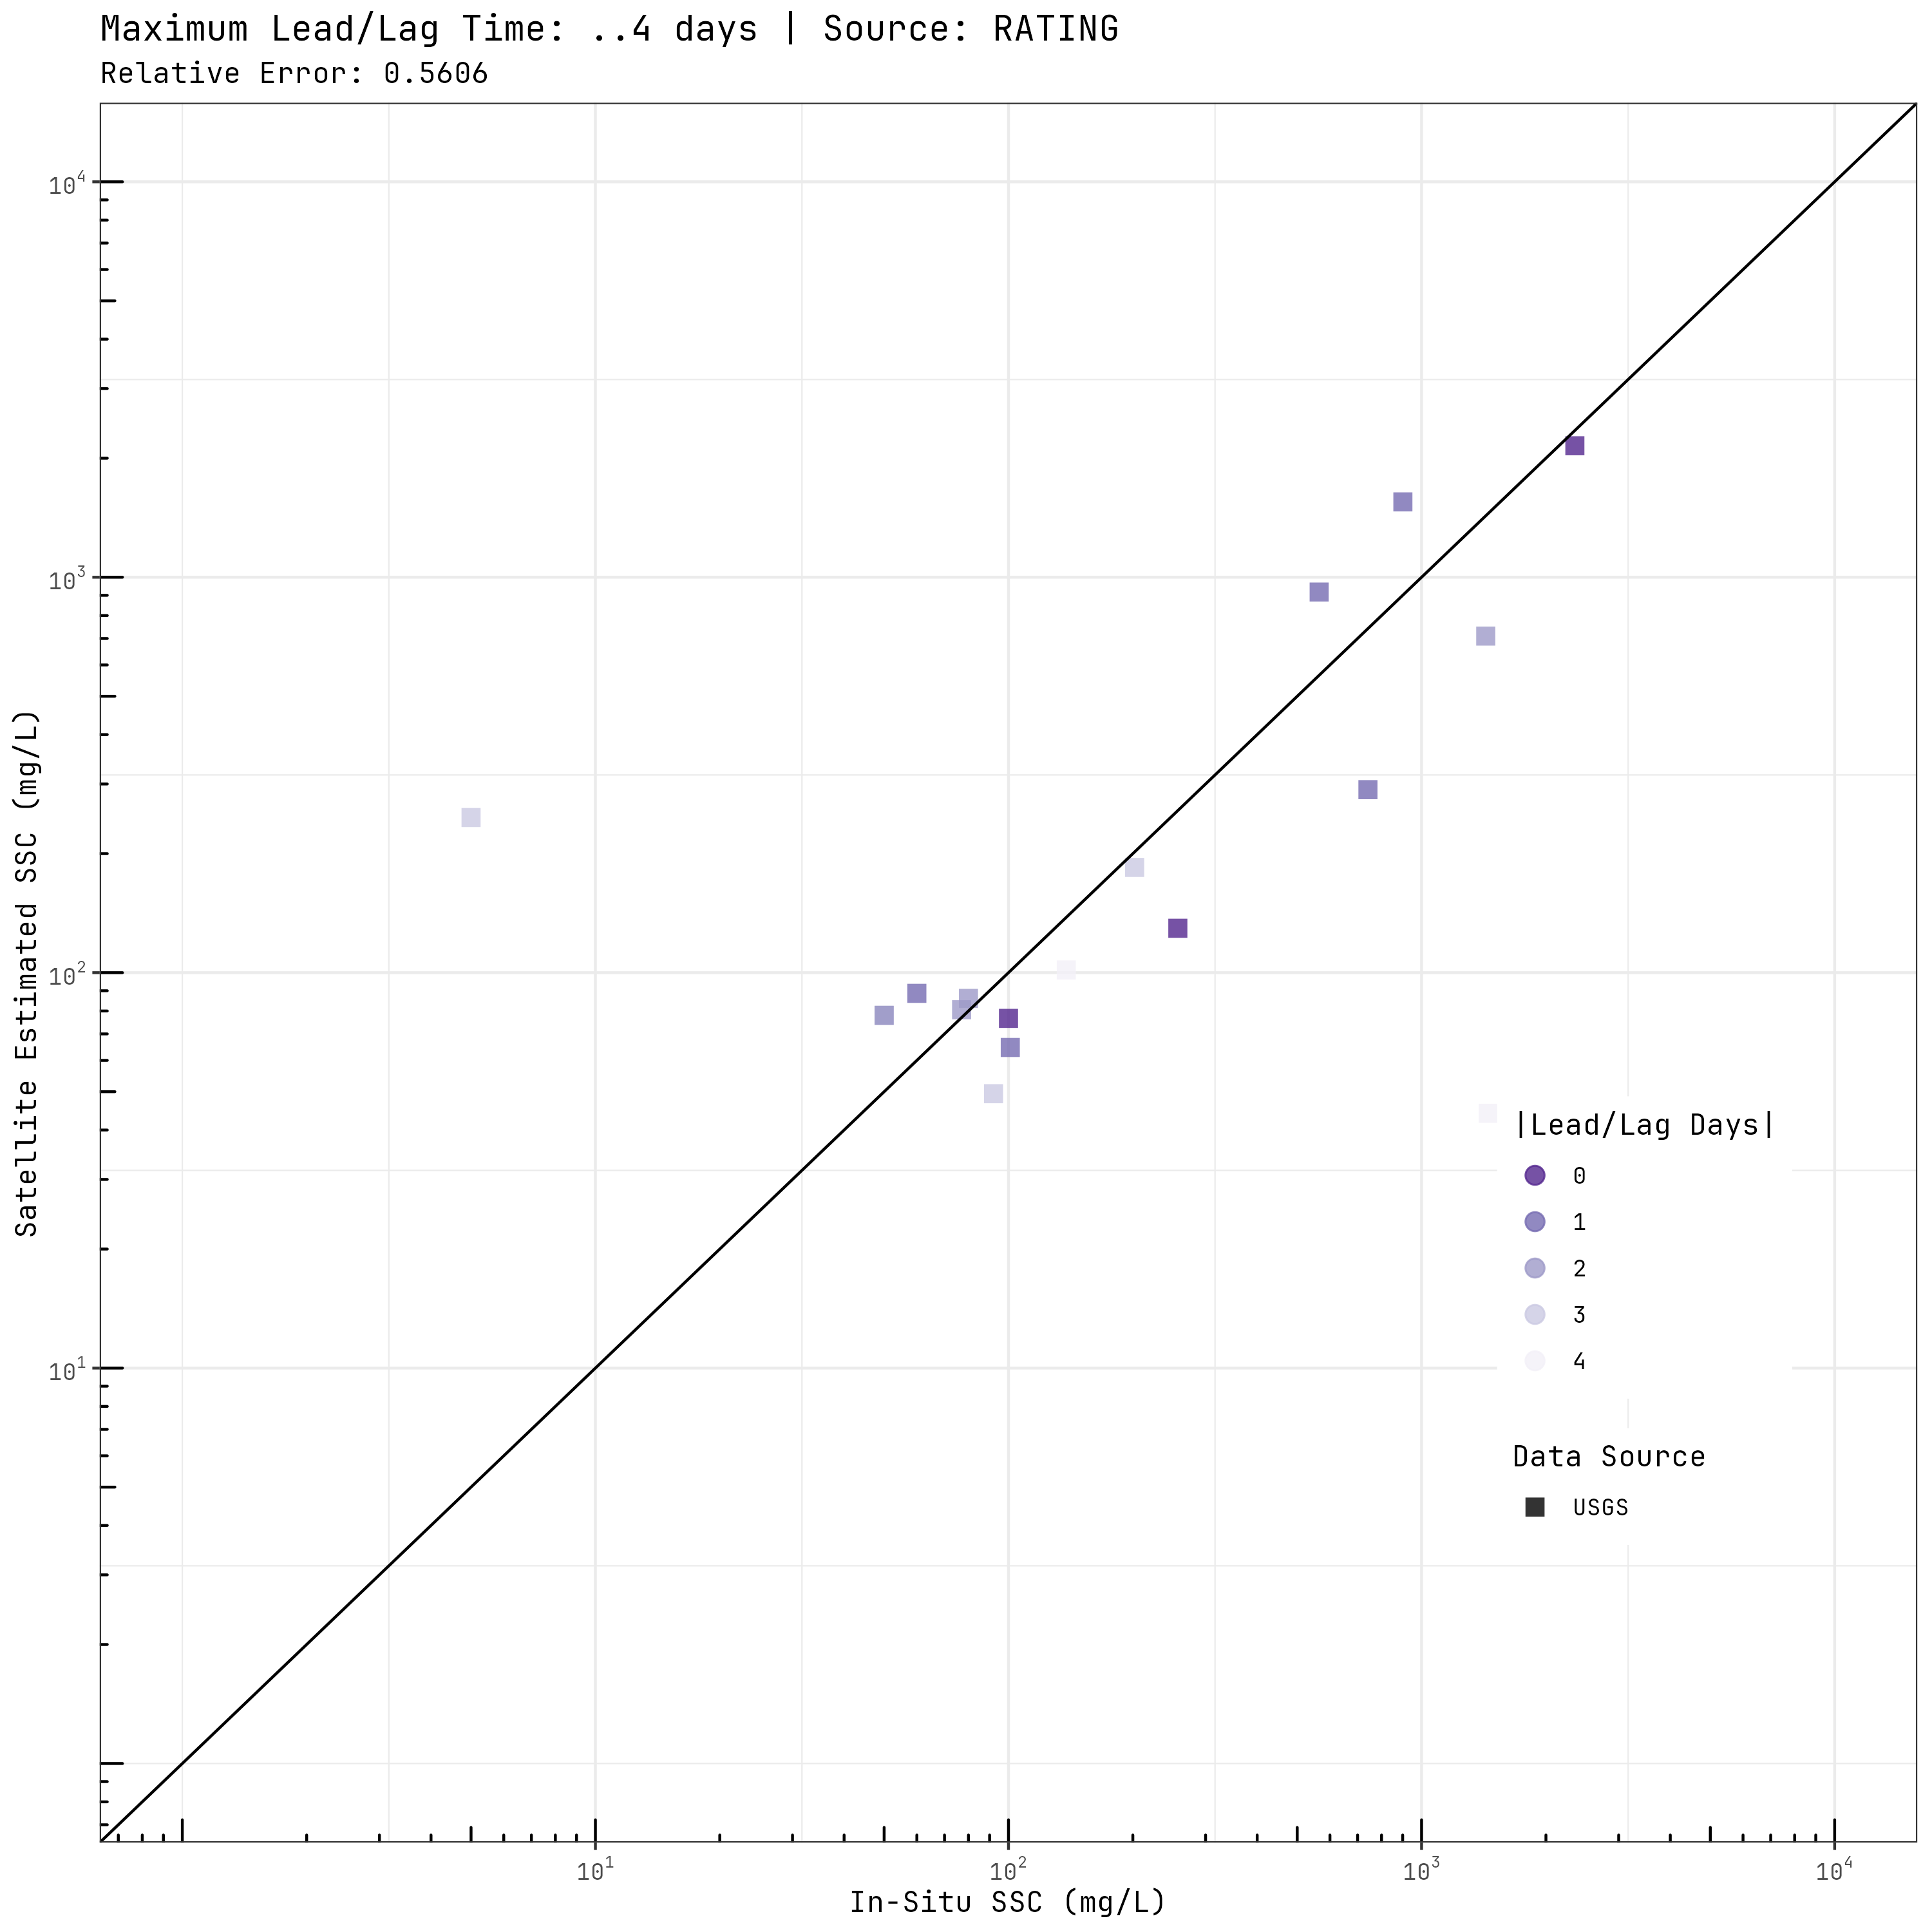 Maximum Lead/Lag Time: ..4 days | Source: RATING
Relative Error: 0.5606
10⁴
10³
10²
10¹
Satellite Estimated SSC (mg/L)
|Lead/Lag Days|
0
1
2
3
4
Data Source
USGS
10¹ 10² 10³ 10⁴
In-Situ SSC (mg/L)